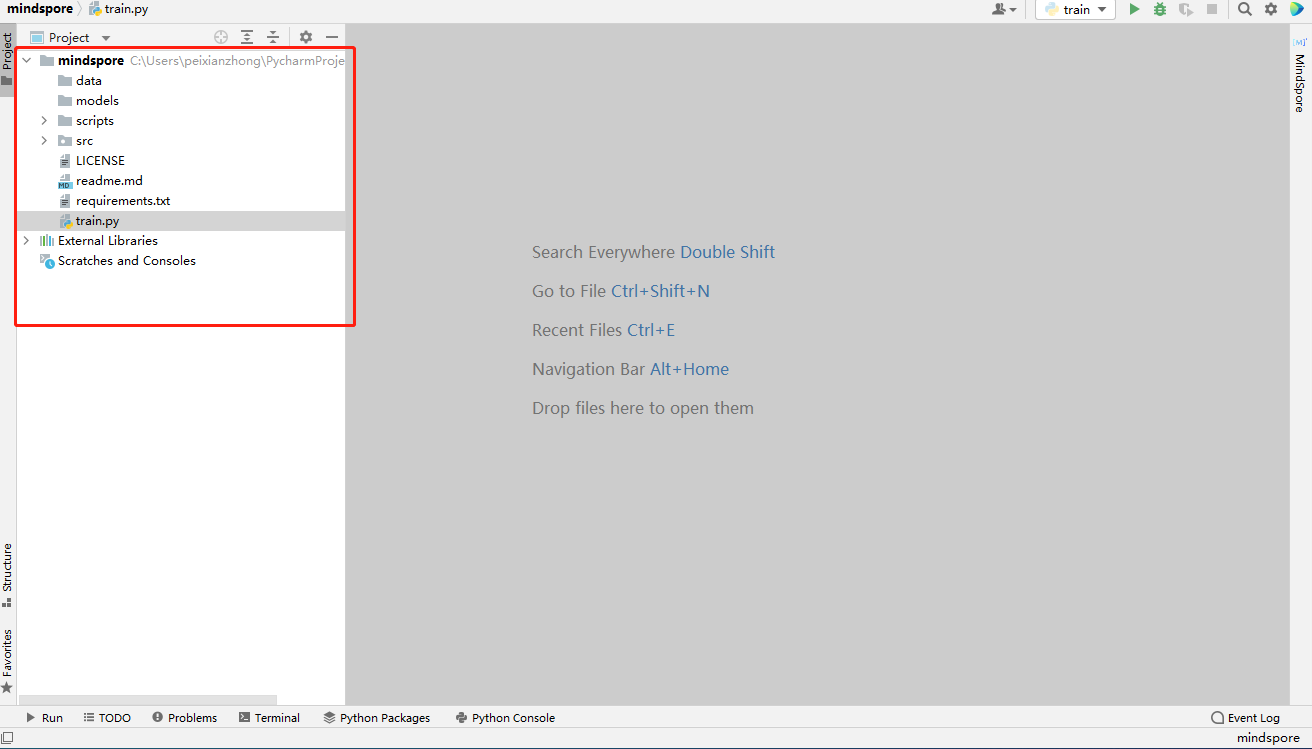 mindspore train.py
train
Project
Project
mindspore C:\Users\peixianzhong\PycharmProje
data
models
scripts
src
LICENSE
readme.md
requirements.txt
train.py
External Libraries
Scratches and Consoles
Search Everywhere Double Shift
Go to File Ctrl+Shift+N
Recent Files Ctrl+E
Navigation Bar Alt+Home
Drop files here to open them
MindSpore
Structure
Favorites
Run TODO Problems Terminal Python Packages Python Console Event Log
mindspore